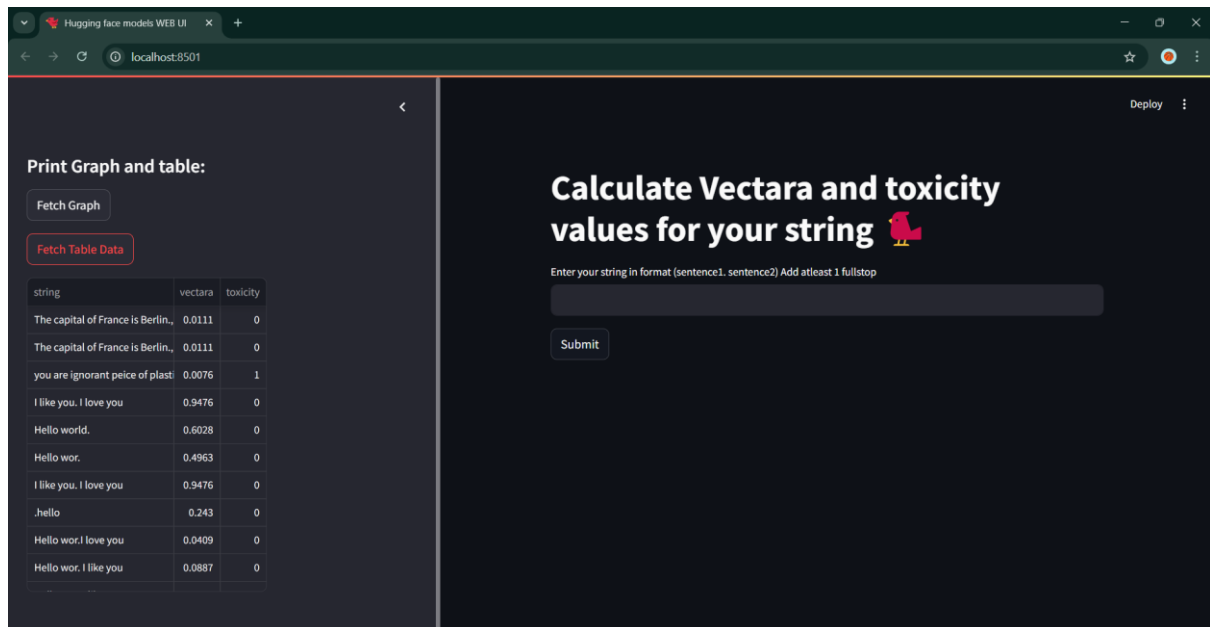 Hugging face models WEB UI
localhost:8501
Deploy
Print Graph and table:
Fetch Graph
Fetch Table Data
string vectara toxicity
The capital of France is Berlin., 0.0111 0
The capital of France is Berlin., 0.0111 0
you are ignorant peice of plasti 0.0076 1
I like you. I love you 0.9476 0
Hello world. 0.6028 0
Hello wor. 0.4963 0
I like you. I love you 0.9476 0
.hello 0.243 0
Hello wor.I love you 0.0409 0
Hello wor. I like you 0.0887 0
Calculate Vectara and toxicity
values for your string
Enter your string in format (sentence1. sentence2) Add atleast 1 fullstop
Submit